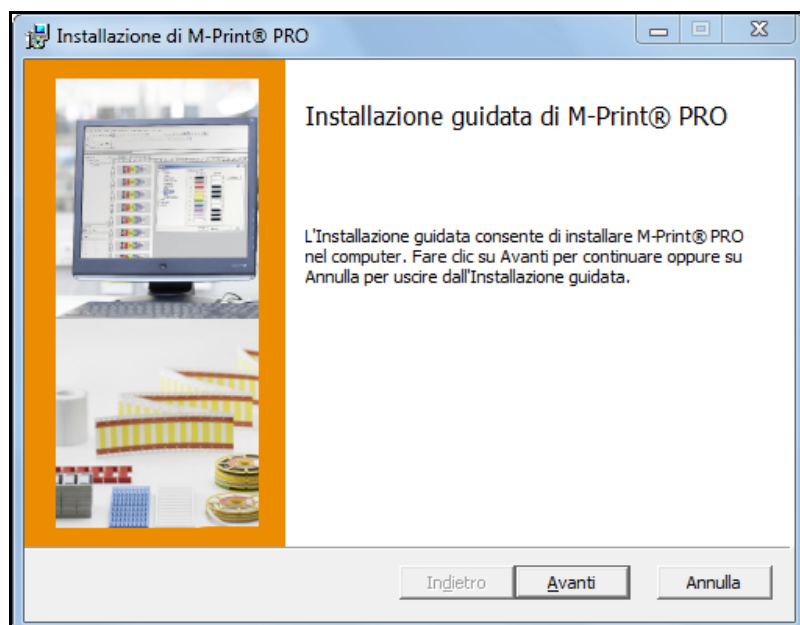 Installazione di M-Print® PRO
Installazione guidata di M-Print® PRO
L'Installazione guidata consente di installare M-Print® PRO
nel computer. Fare clic su Avanti per continuare oppure su
Annulla per uscire dall'Installazione guidata.
Indietro
Avanti
Annulla